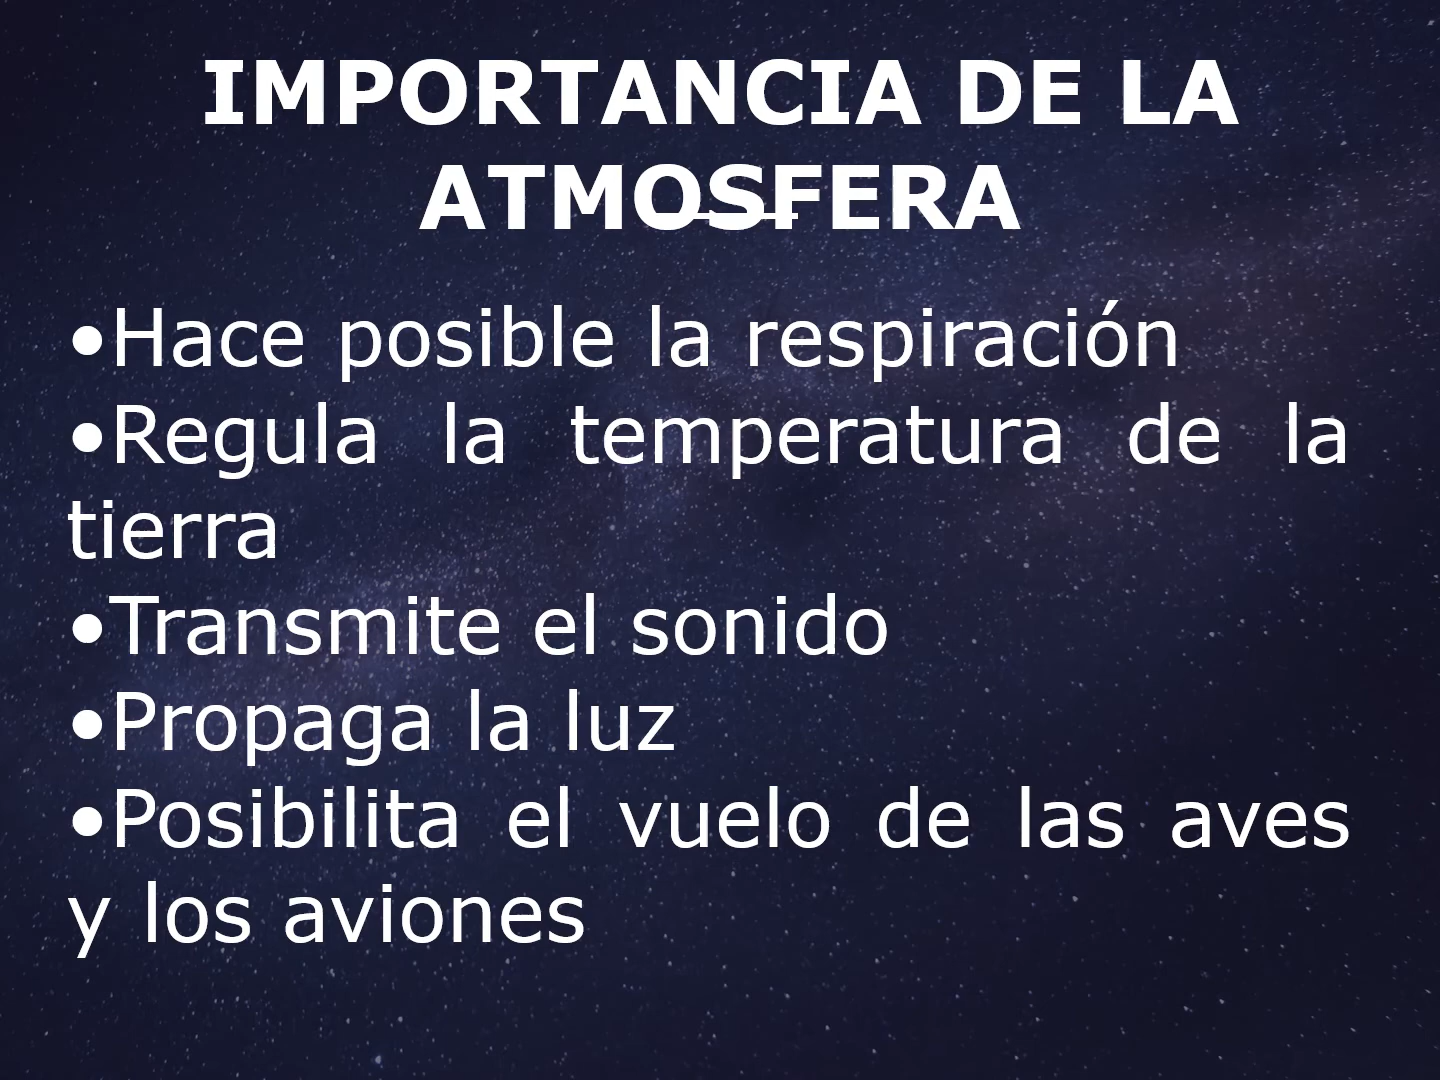 IMPORTANCIA DE LA
ATMOSFERA
•Hace posible la respiración
•Regula la temperatura de la
tierra
•Transmite el sonido
•Propaga la luz
•Posibilita el vuelo de las aves
y los aviones